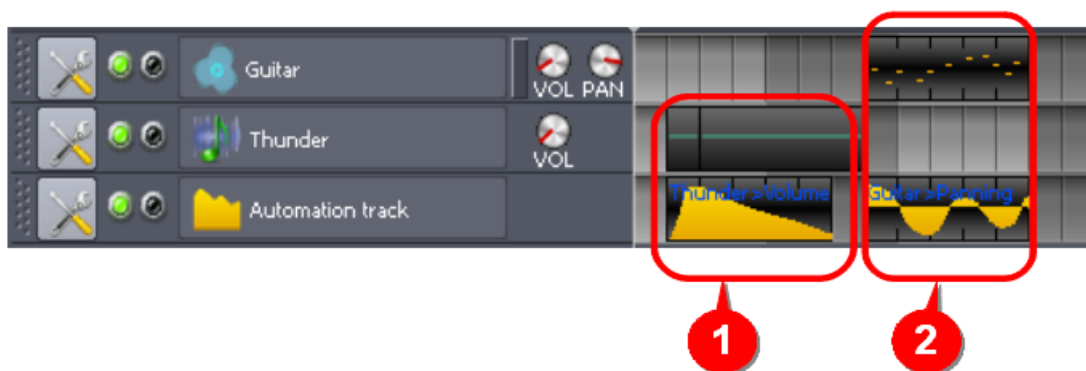 Guitar
VOL PAN
Thunder
VOL
Automation track
Thunder>Volume
Guitar>Panning
1
2